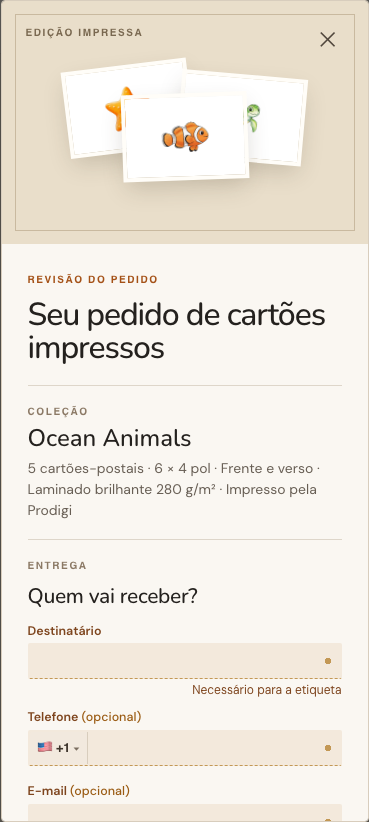 EDIÇÃO IMPRESSA
REVISÃO DO PEDIDO
Seu pedido de cartões
impressos
COLEÇÃO
Ocean Animals
5 cartões-postais · 6 × 4 pol · Frente e verso ·
Laminado brilhante 280 g/m² · Impresso pela
Prodigi
ENTREGA
Quem vai receber?
Destinatário
Necessário para a etiqueta
Telefone (opcional)
+1
E-mail (opcional)